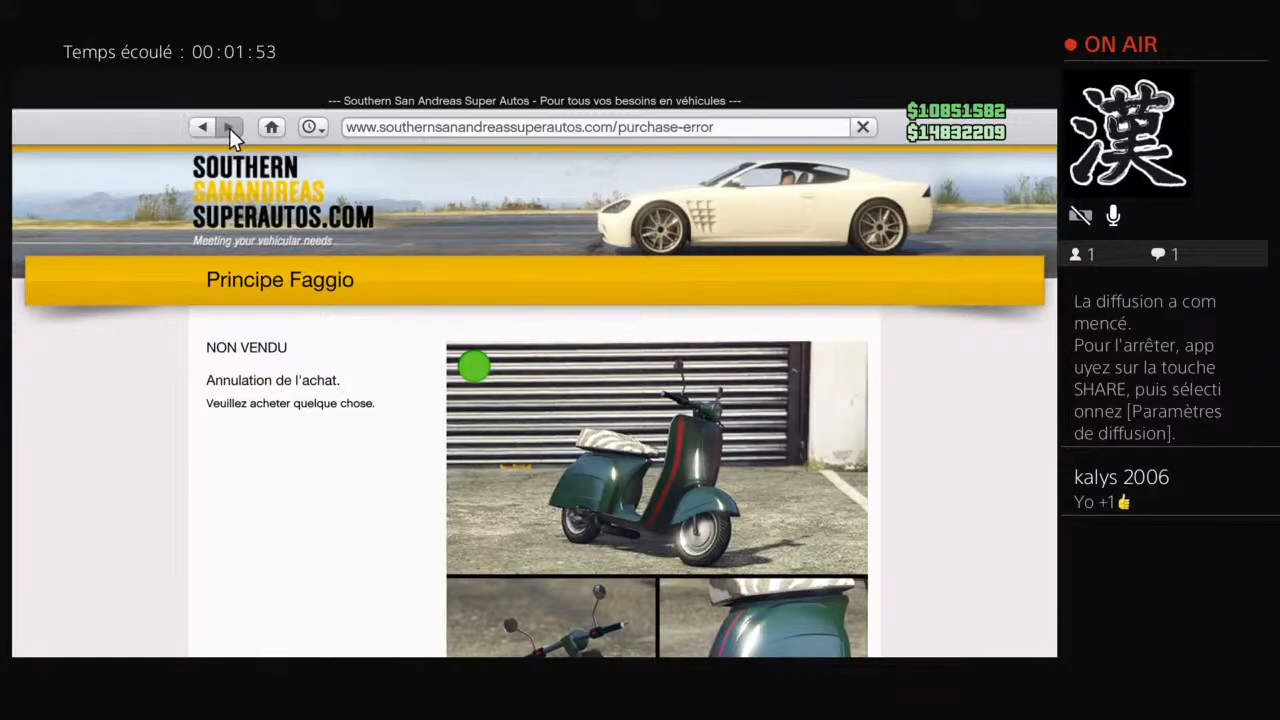 Temps écoulé : 00:01:53
ON AIR
--- Southern San Andreas Super Autos - Pour tous vos besoins en véhicules ---
www.southernsanandreassuperautos.com/purchase-error
$10851582
$14832209
漢
SOUTHERN
SANANDREAS
SUPERAUTOS.COM
Meeting your vehicular needs
1
1
Principe Faggio
La diffusion a com
mencé.
Pour l'arrêter, app
uyez sur la touche
SHARE, puis sélecti
onnez [Paramètres
de diffusion].
NON VENDU
Annulation de l'achat.
Veuillez acheter quelque chose.
kalys 2006
Yo +1👍